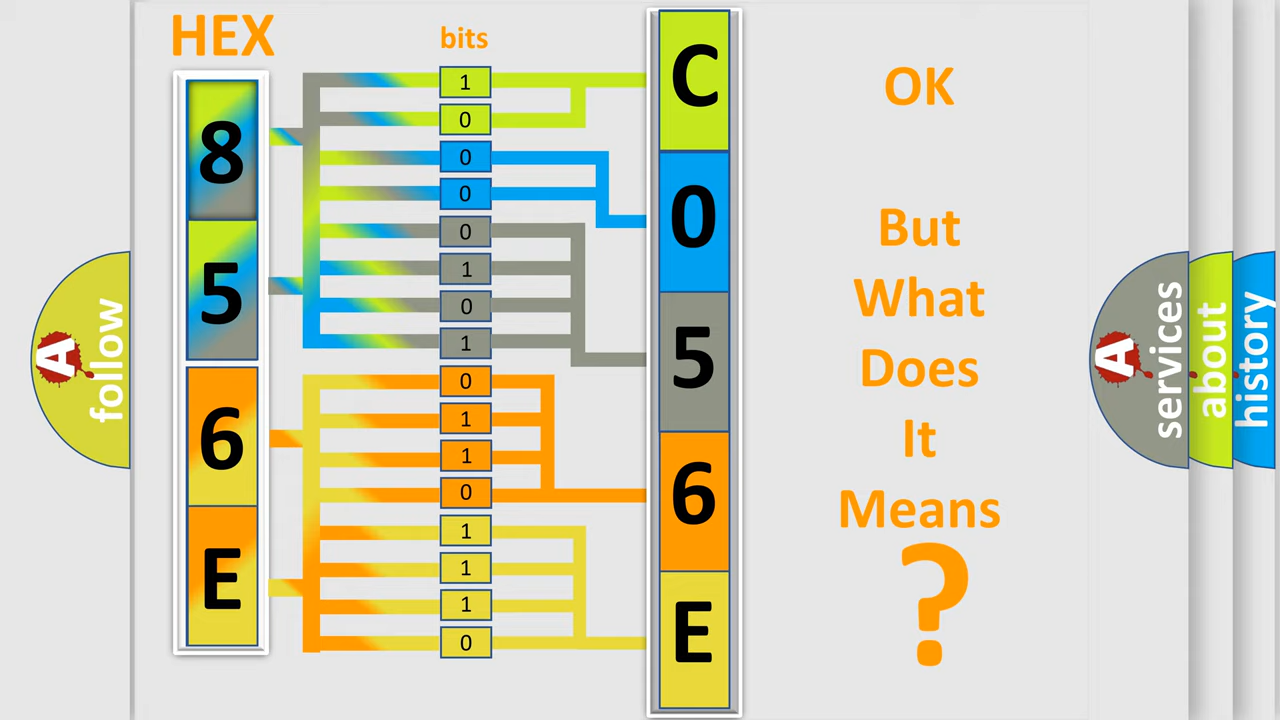 HEX
bits
8
5
6
E
1
0
0
0
0
1
0
1
0
1
1
0
1
1
1
0
C
0
5
6
E
OK
But
What
Does
It
Means
?
A
follow
A
services
about
history